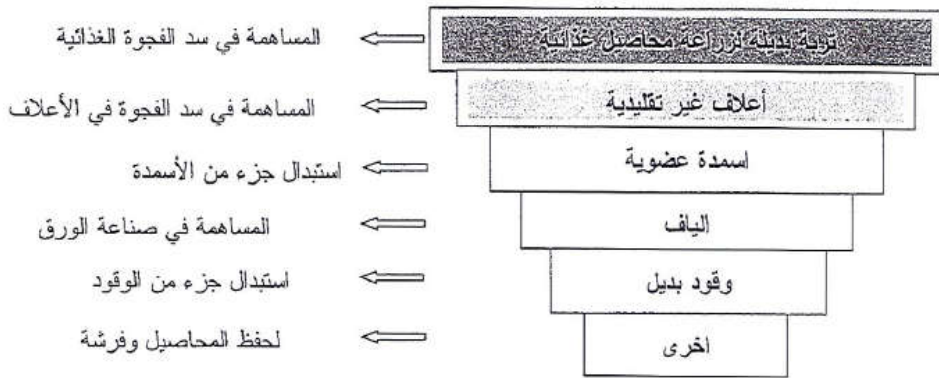 تربة بديلة لزراعة محاصيل غذائية
المساهمة في سد الفجوة الغذائية
أعلاف غير تقليدية
المساهمة في سد الفجوة في الأعلاف
اسمدة عضوية
استبدال جزء من الأسمدة
الياف
المساهمة في صناعة الورق
وقود بديل
استبدال جزء من الوقود
اخرى
لحفظ المحاصيل وفرشة